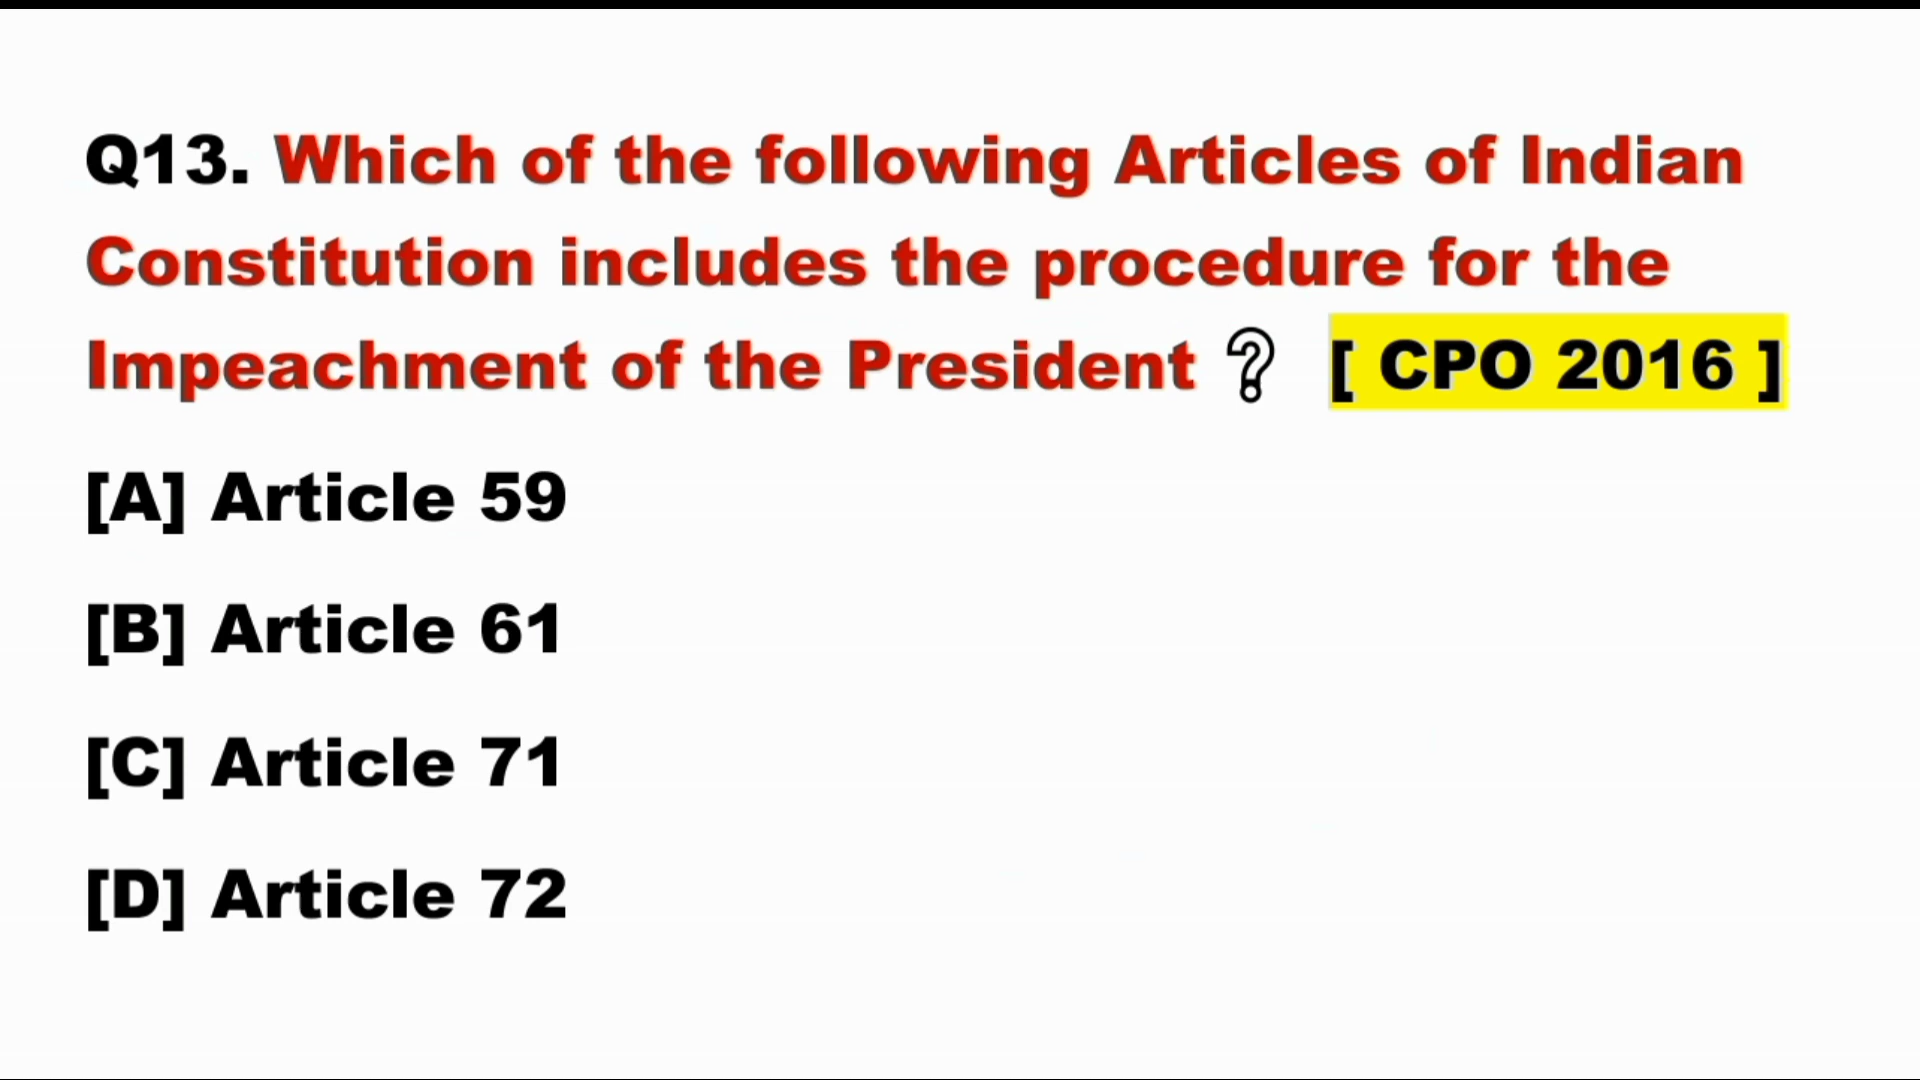 Q13. Which of the following Articles of Indian
Constitution includes the procedure for the
Impeachment of the President ? [ CPO 2016 ]
[A] Article 59
[B] Article 61
[C] Article 71
[D] Article 72